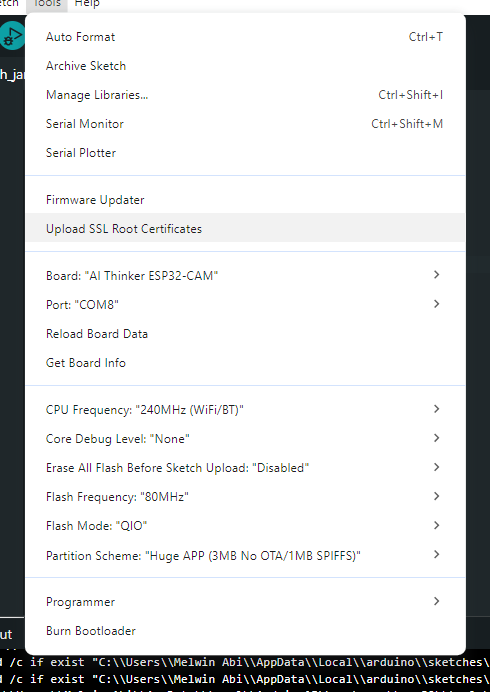 tch Tools Help
Auto Format Ctrl+T
h_jar
Archive Sketch
Manage Libraries... Ctrl+Shift+I
Serial Monitor Ctrl+Shift+M
Serial Plotter
Firmware Updater
Upload SSL Root Certificates
Board: "AI Thinker ESP32-CAM"
Port: "COM8"
Reload Board Data
Get Board Info
CPU Frequency: "240MHz (WiFi/BT)"
Core Debug Level: "None"
Erase All Flash Before Sketch Upload: "Disabled"
Flash Frequency: "80MHz"
Flash Mode: "QIO"
Partition Scheme: "Huge APP (3MB No OTA/1MB SPIFFS)"
Programmer
Burn Bootloader
ut
d /c if exist "C:\\Users\\Melwin Abi\\AppData\\Local\\arduino\\sketches\
d /c if exist "C:\\Users\\Melwin Abi\\AppData\\Local\\arduino\\sketches\